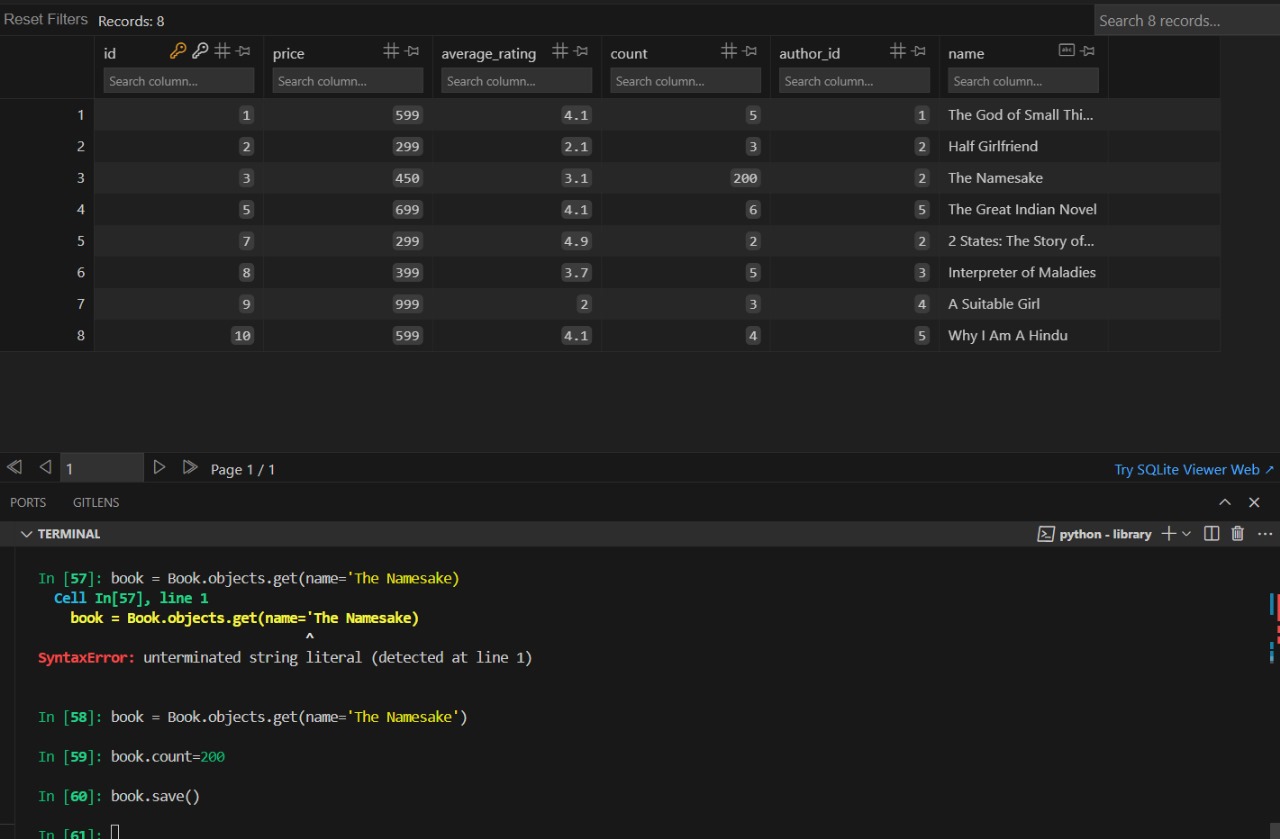 Reset Filters Records: 8 Search 8 records...
id price average_rating count author_id name
Search column... Search column... Search column... Search column... Search column... Search column...
1 1 599 4.1 5 1 The God of Small Thi...
2 2 299 2.1 3 2 Half Girlfriend
3 3 450 3.1 200 2 The Namesake
4 5 699 4.1 6 5 The Great Indian Novel
5 7 299 4.9 2 2 2 States: The Story of...
6 8 399 3.7 5 3 Interpreter of Maladies
7 9 999 2 3 4 A Suitable Girl
8 10 599 4.1 4 5 Why I Am A Hindu
1 Page 1 / 1 Try SQLite Viewer Web ↗
PORTS GITLENS
TERMINAL python - library
In [57]: book = Book.objects.get(name='The Namesake)
Cell In[57], line 1
book = Book.objects.get(name='The Namesake)
^
SyntaxError: unterminated string literal (detected at line 1)
In [58]: book = Book.objects.get(name='The Namesake')
In [59]: book.count=200
In [60]: book.save()
In [61]: